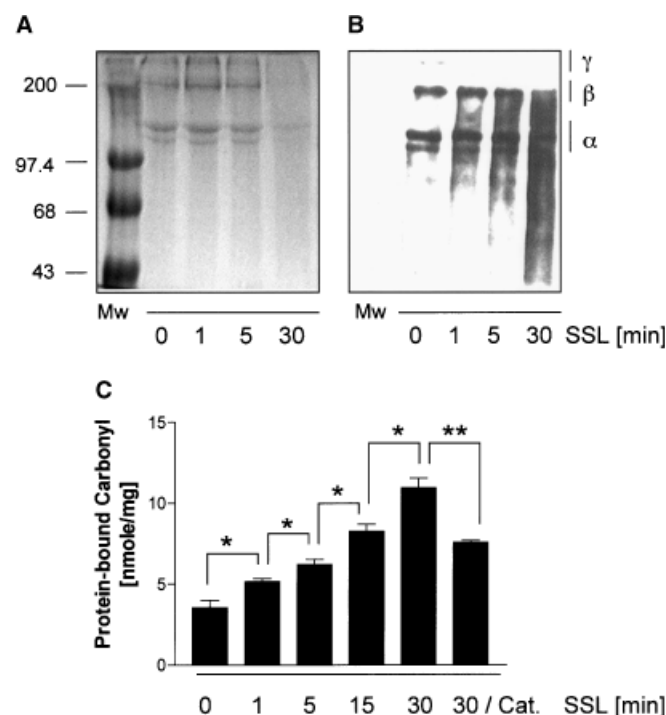 A
B
200
97.4
68
43
γ
β
α
Mw
0 1 5 30
Mw
0 1 5 30 SSL [min]
C
Protein-bound Carbonyl
[nmole/mg]
15
10
5
0
* * * * **
0 1 5 15 30 30 / Cat. SSL [min]